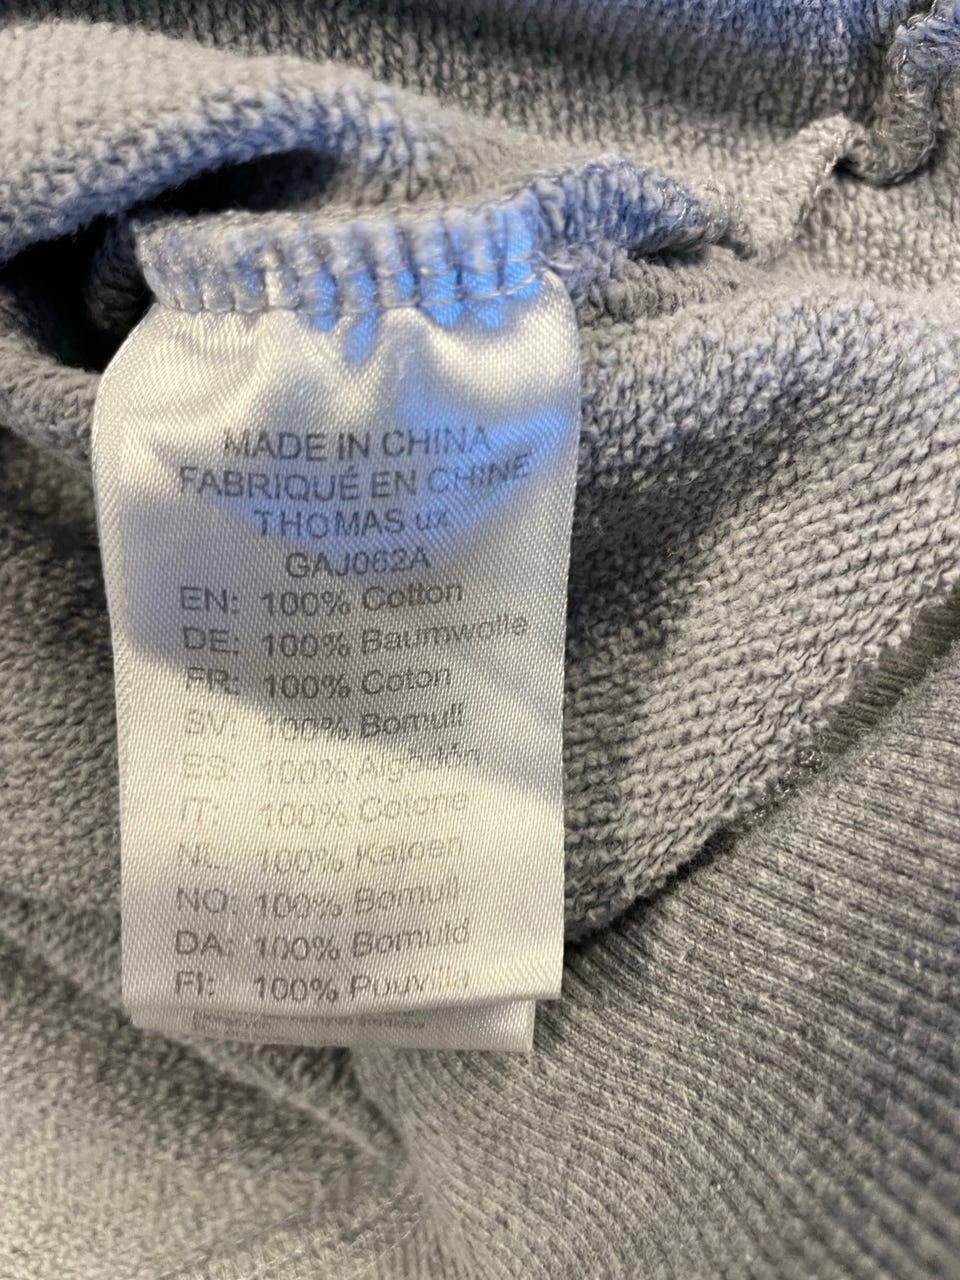 MADE IN CHINA
FABRIQUÉ EN CHINE
THOMAS ux
GAJ062A
EN: 100% Cotton
DE: 100% Baumwolle
FR: 100% Coton
SV: 100% Bomull
ES: 100% Algodón
IT: 100% Cotone
NL: 100% Katoen
NO: 100% Bomull
DA: 100% Bomuld
FI: 100% Puuvilla